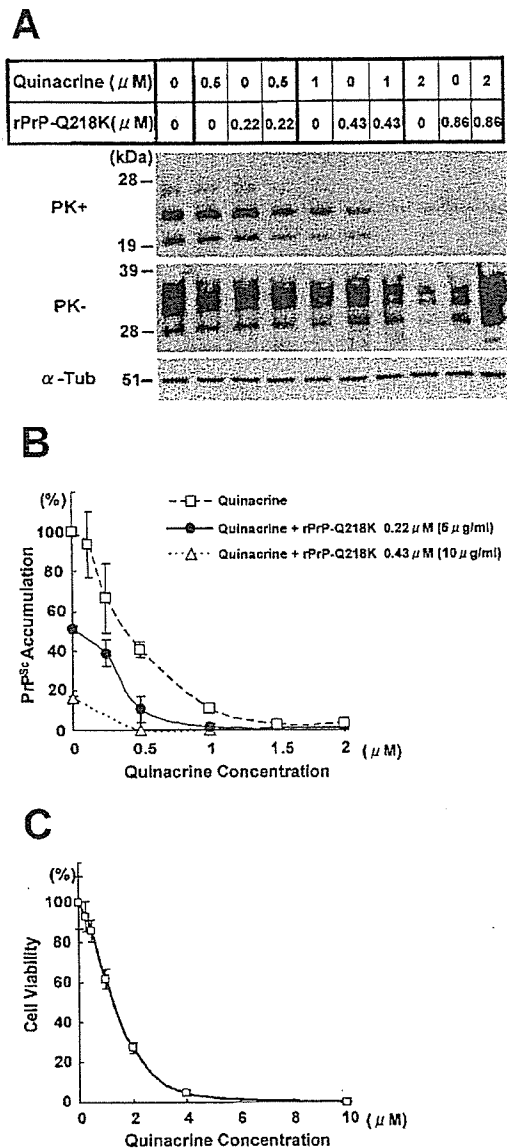 A
Quinacrine (μM) 0 0.5 0 0.5 1 0 1 2 0 2
rPrP-Q218K(μM) 0 0 0.22 0.22 0 0.43 0.43 0 0.86 0.86
(kDa)
28
PK+
19
39
PK-
28
α-Tub 51
B
(%)
100
80
60
40
20
0
PrPSc Accumulation
Quinacrine
Quinacrine + rPrP-Q218K 0.22 μM (5 μg/ml)
Quinacrine + rPrP-Q218K 0.43 μM (10 μg/ml)
0 0.5 1 1.5 2 (μM)
Quinacrine Concentration
C
(%)
100
80
60
40
20
0
Cell Viability
0 2 4 6 8 10 (μM)
Quinacrine Concentration